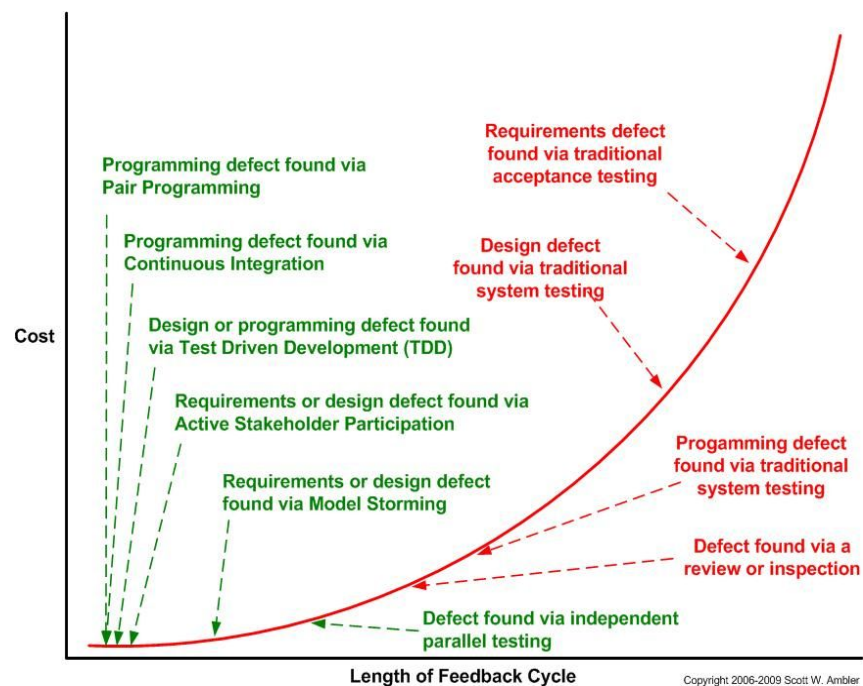 Requirements defect
found via traditional
acceptance testing
Programming defect found via
Pair Programming
Programming defect found via
Continuous Integration
Design defect
found via traditional
system testing
Cost
Design or programming defect found
via Test Driven Development (TDD)
Requirements or design defect found via
Active Stakeholder Participation
Progamming defect
found via traditional
system testing
Requirements or design defect
found via Model Storming
Defect found via a
review or inspection
Defect found via independent
parallel testing
Length of Feedback Cycle
Copyright 2006-2009 Scott W. Ambler